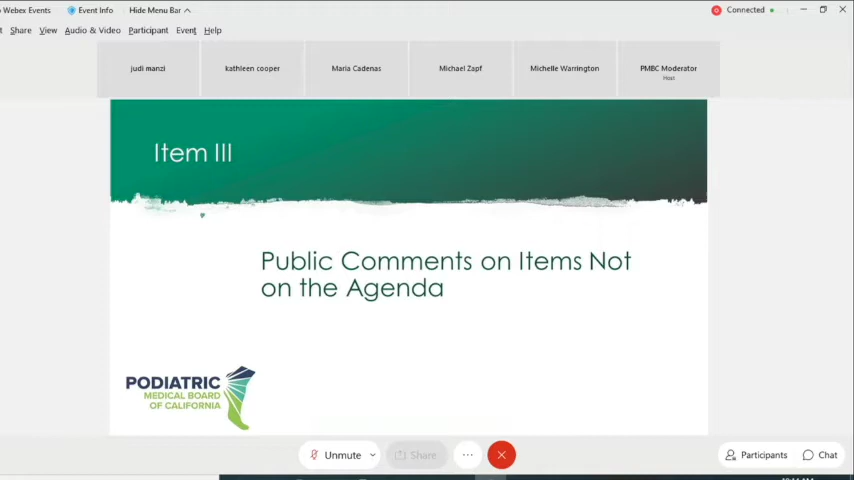 Webex Events Event Info Hide Menu Bar Connected
Share View Audio & Video Participant Event Help
judi manzi kathleen cooper Maria Cadenas Michael Zapf Michelle Warrington PMBC Moderator
Host
Item III
Public Comments on Items Not
on the Agenda
PODIATRIC
MEDICAL BOARD
OF CALIFORNIA
Unmute Share Participants Chat